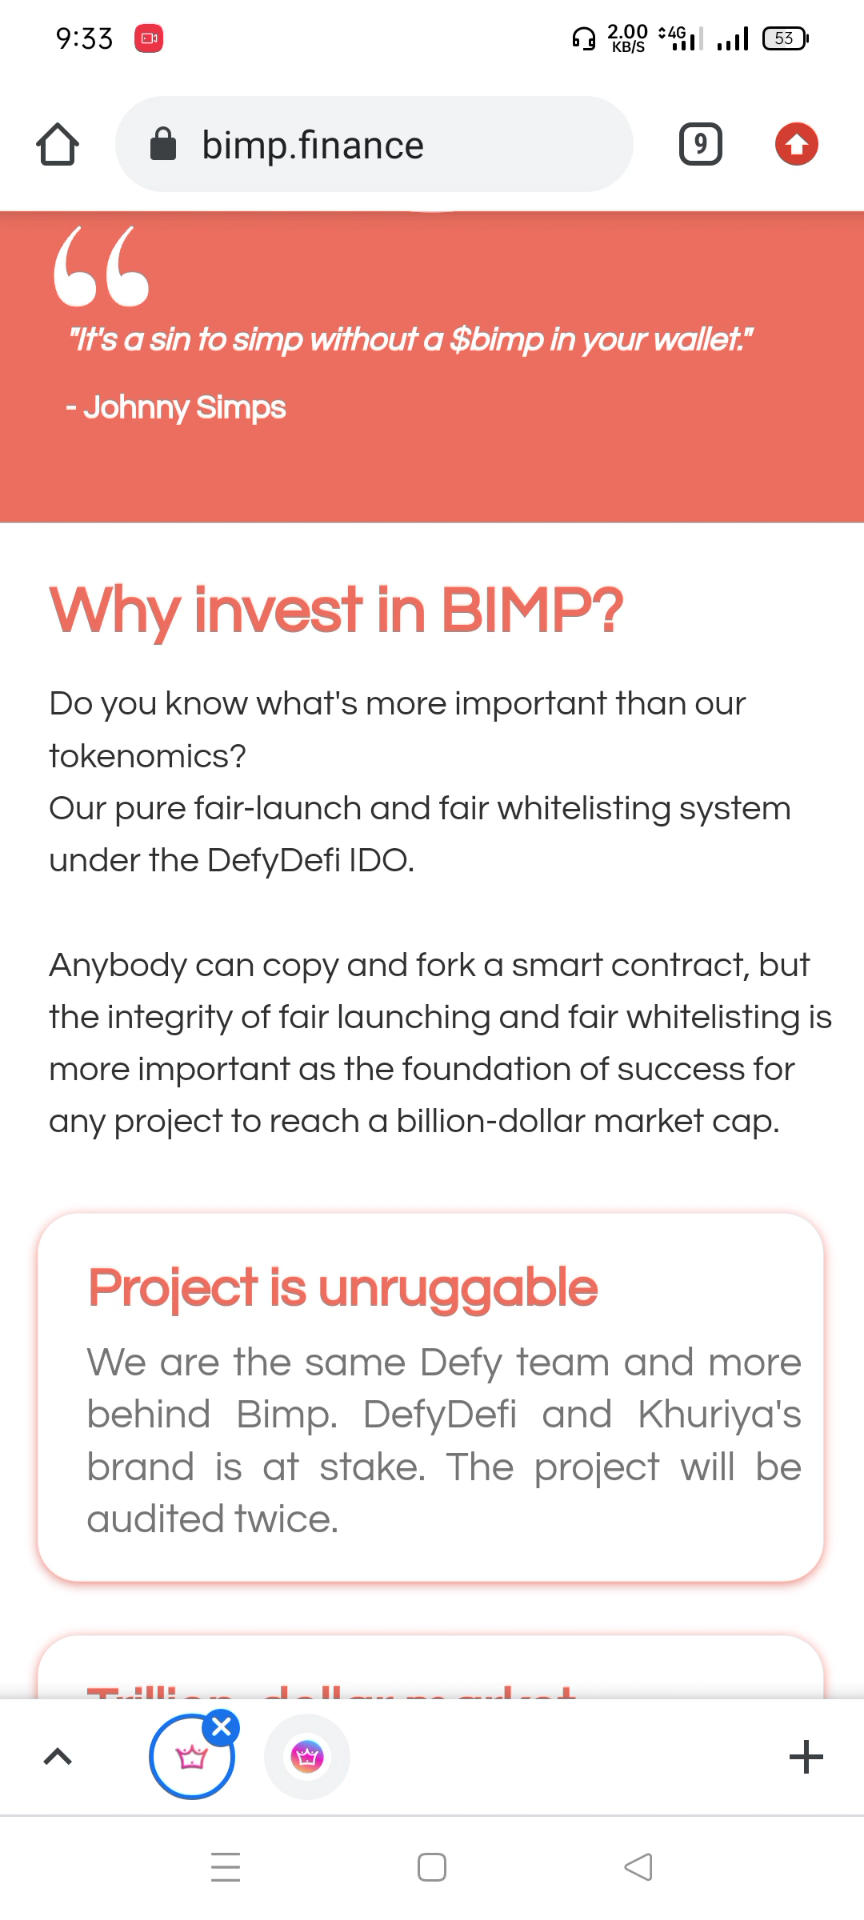 9:33
2.00
KB/S
4G
53
bimp.finance
9
"It's a sin to simp without a $bimp in your wallet."
- Johnny Simps
Why invest in BIMP?
Do you know what's more important than our
tokenomics?
Our pure fair-launch and fair whitelisting system
under the DefyDefi IDO.
Anybody can copy and fork a smart contract, but
the integrity of fair launching and fair whitelisting is
more important as the foundation of success for
any project to reach a billion-dollar market cap.
Project is unruggable
We are the same Defy team and more
behind Bimp. DefyDefi and Khuriya's
brand is at stake. The project will be
audited twice.
Trillion-dollar market